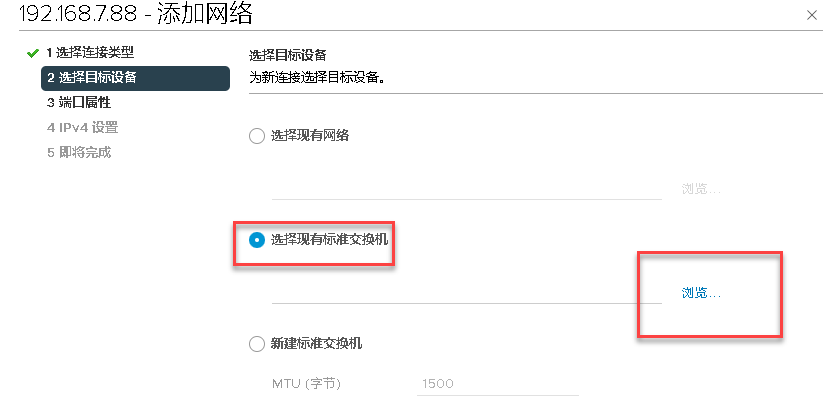 192.168.7.88 - 添加网络
1 选择连接类型
2 选择目标设备
3 端口属性
4 IPv4 设置
5 即将完成
选择目标设备
为新连接选择目标设备。
选择现有网络
浏览...
选择现有标准交换机
浏览...
新建标准交换机
MTU (字节) 1500